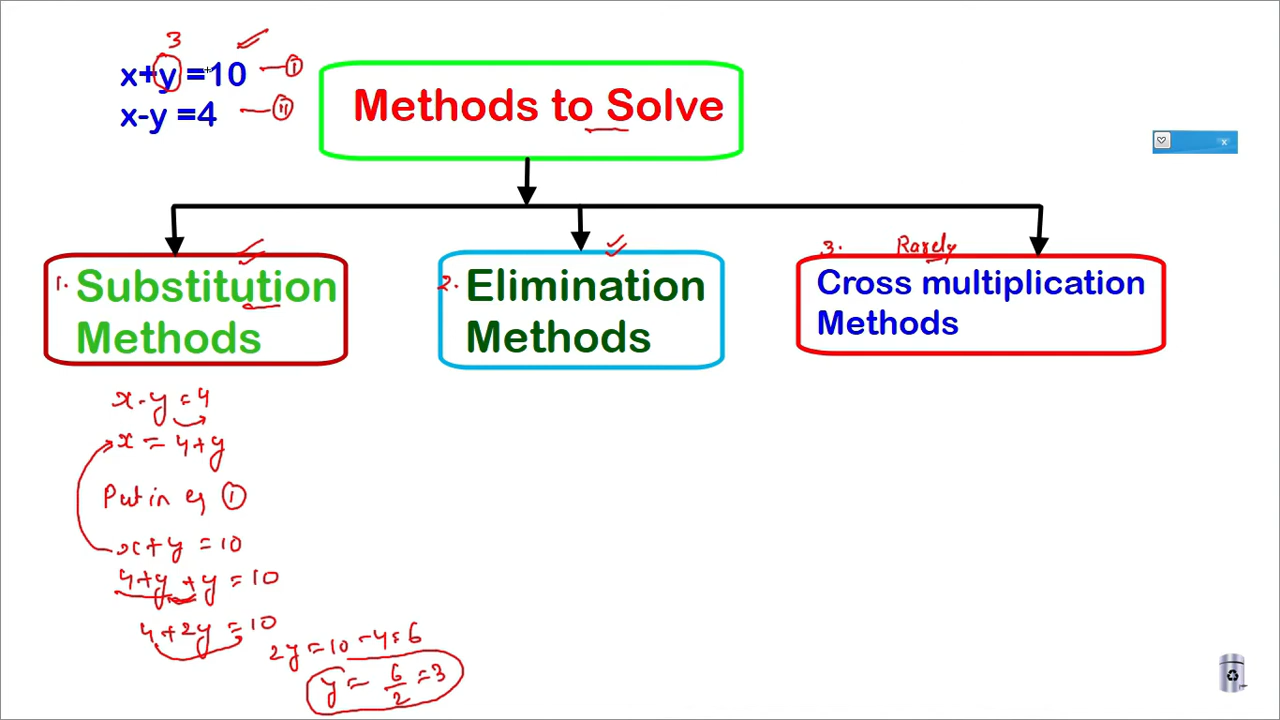 3
x+y =10 — (i)
x-y =4 — (ii)
Methods to Solve
1. Substitution
Methods
2. Elimination
Methods
3. Rarely
Cross multiplication
Methods
x-y=4
x = 4+y
Put in eq (1)
x+y =10
4+y+y =10
4+2y=10
2y=10-4=6
y= 6/2 =3
x